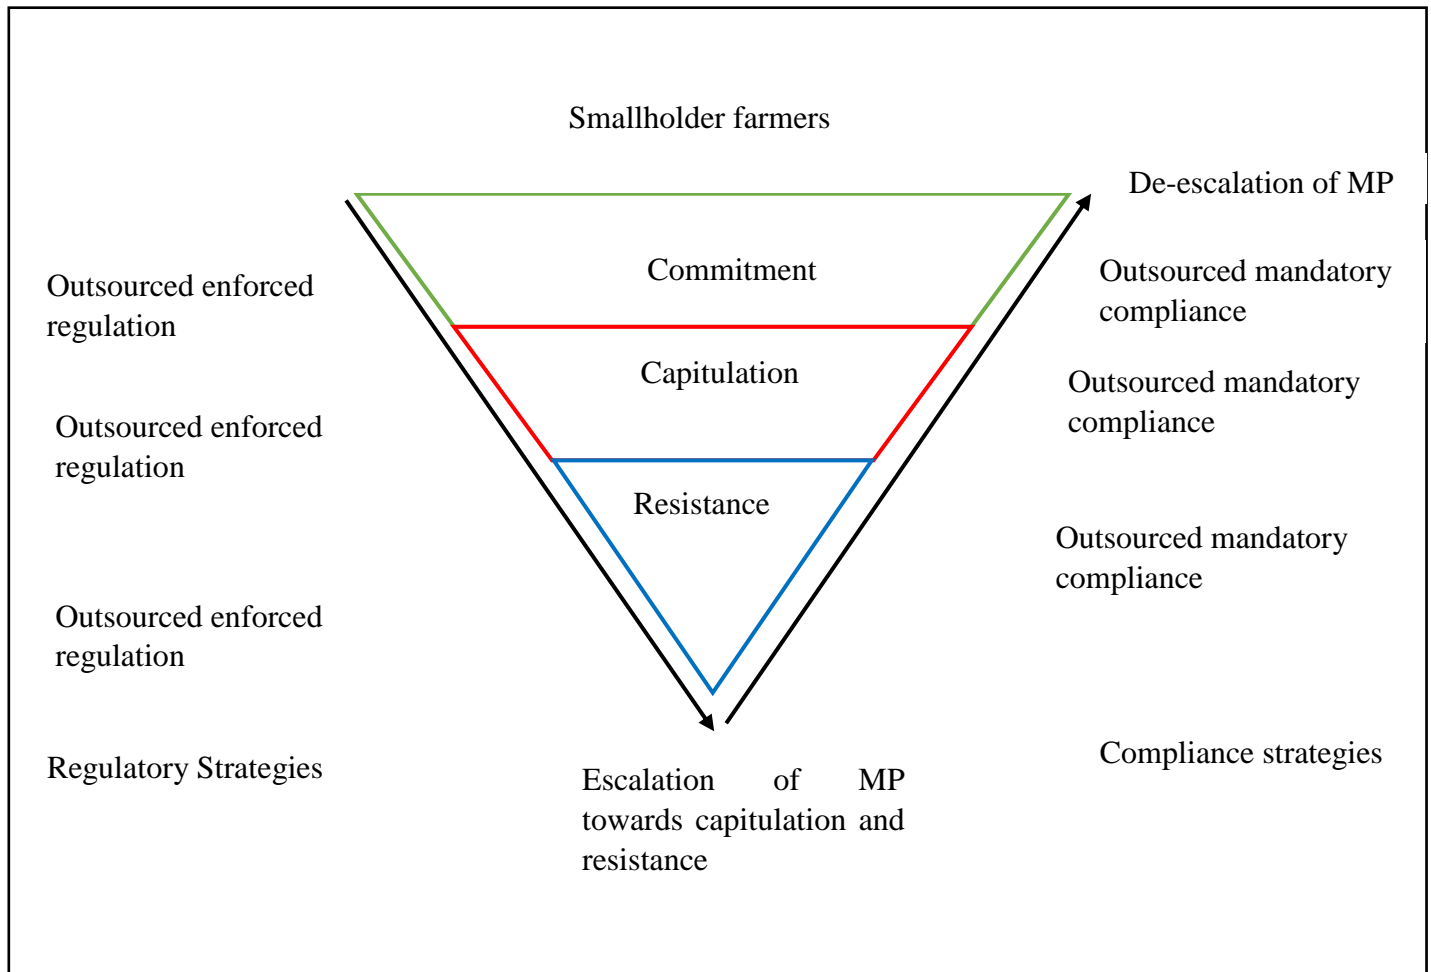 Smallholder farmers
De-escalation of MP
Commitment
Outsourced mandatory
compliance
Outsourced enforced
regulation
Capitulation
Outsourced mandatory
compliance
Outsourced enforced
regulation
Resistance
Outsourced mandatory
compliance
Outsourced enforced
regulation
Regulatory Strategies
Compliance strategies
Escalation of MP
towards capitulation and
resistance